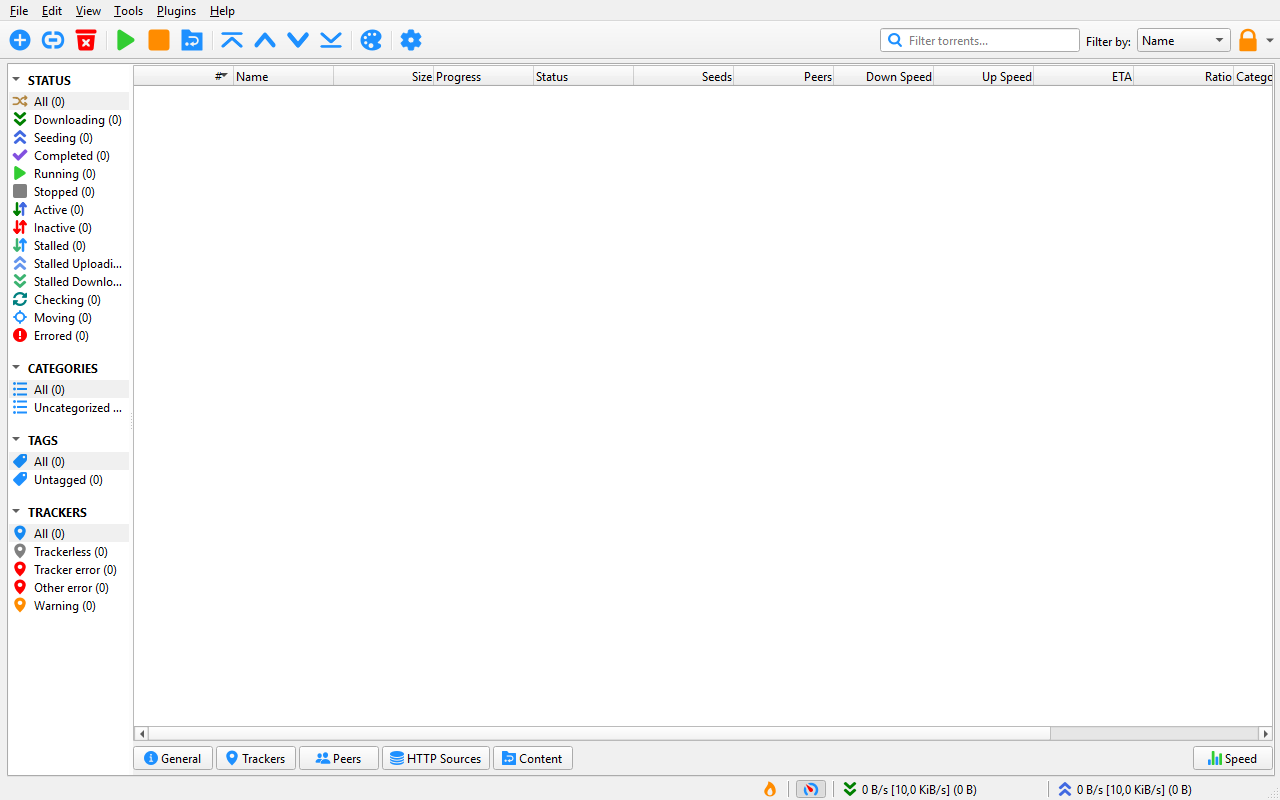 File Edit View Tools Plugins Help
Filter torrents... Filter by: Name
STATUS
All (0)
Downloading (0)
Seeding (0)
Completed (0)
Running (0)
Stopped (0)
Active (0)
Inactive (0)
Stalled (0)
Stalled Uploadi...
Stalled Downlo...
Checking (0)
Moving (0)
Errored (0)
CATEGORIES
All (0)
Uncategorized ...
TAGS
All (0)
Untagged (0)
TRACKERS
All (0)
Trackerless (0)
Tracker error (0)
Other error (0)
Warning (0)
# Name Size Progress Status Seeds Peers Down Speed Up Speed ETA Ratio Catego
General Trackers Peers HTTP Sources Content Speed
0 B/s [10,0 KiB/s] (0 B) 0 B/s [10,0 KiB/s] (0 B)